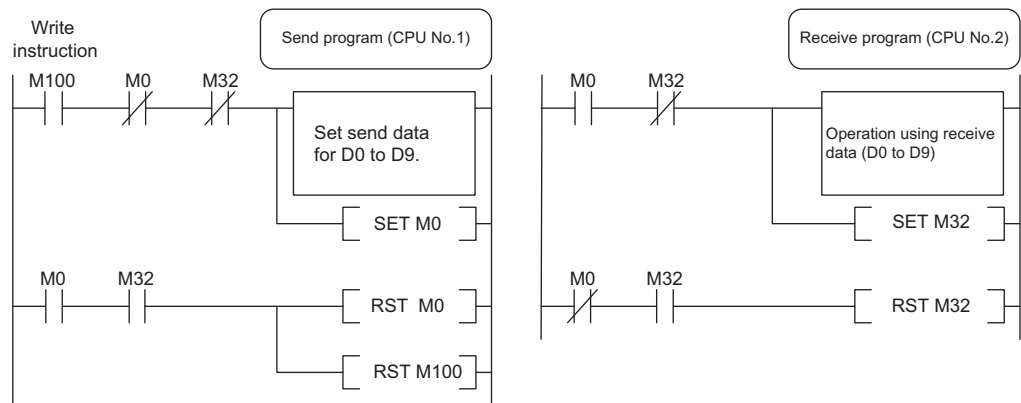 Write
instruction
Send program (CPU No.1)
M100 M0 M32
Set send data
for D0 to D9.
SET M0
M0 M32
RST M0
RST M100
Receive program (CPU No.2)
M0 M32
Operation using receive
data (D0 to D9)
SET M32
M0 M32
RST M32